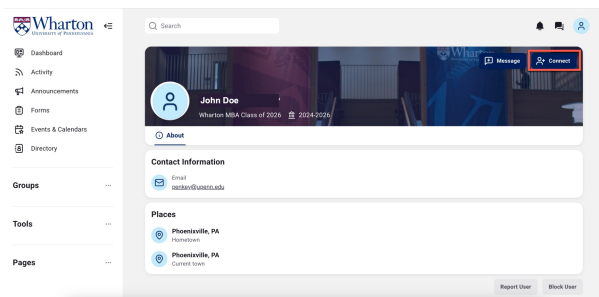 Wharton
UNIVERSITY of PENNSYLVANIA
Search
Dashboard
Activity
Announcements
Forms
Events & Calendars
Directory
Groups
Tools
Pages
Wharton
Message
Connect
John Doe
Wharton MBA Class of 2026 2024-2026
About
Contact Information
Email
penkey@upenn.edu
Places
Phoenixville, PA
Hometown
Phoenixville, PA
Current town
Report User Block User